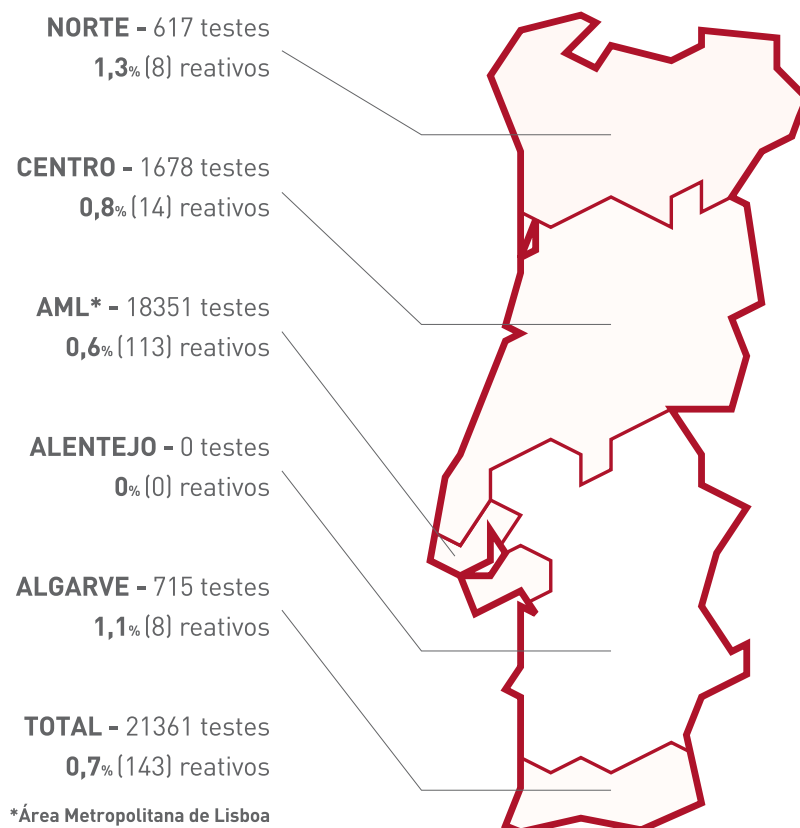 NORTE - 617 testes
1,3% (8) reativos
CENTRO - 1678 testes
0,8% (14) reativos
AML* - 18351 testes
0,6% (113) reativos
ALENTEJO - 0 testes
0% (0) reativos
ALGARVE - 715 testes
1,1% (8) reativos
TOTAL - 21361 testes
0,7% (143) reativos
*Área Metropolitana de Lisboa